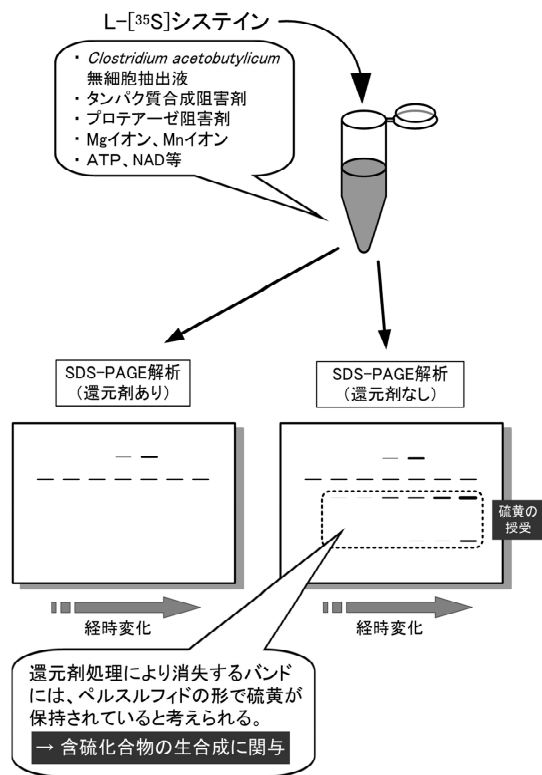 L-[³⁵S]システイン
・ Clostridium acetobutylicum
無細胞抽出液
・ タンパク質合成阻害剤
・ プロテアーゼ阻害剤
・ Mgイオン、Mnイオン
・ ATP、NAD等
SDS-PAGE解析
（還元剤あり）
SDS-PAGE解析
（還元剤なし）
硫黄の
授受
経時変化
経時変化
還元剤処理により消失するバンド
には、ペルスルフィドの形で硫黄が
保持されていると考えられる。
→ 含硫化合物の生合成に関与